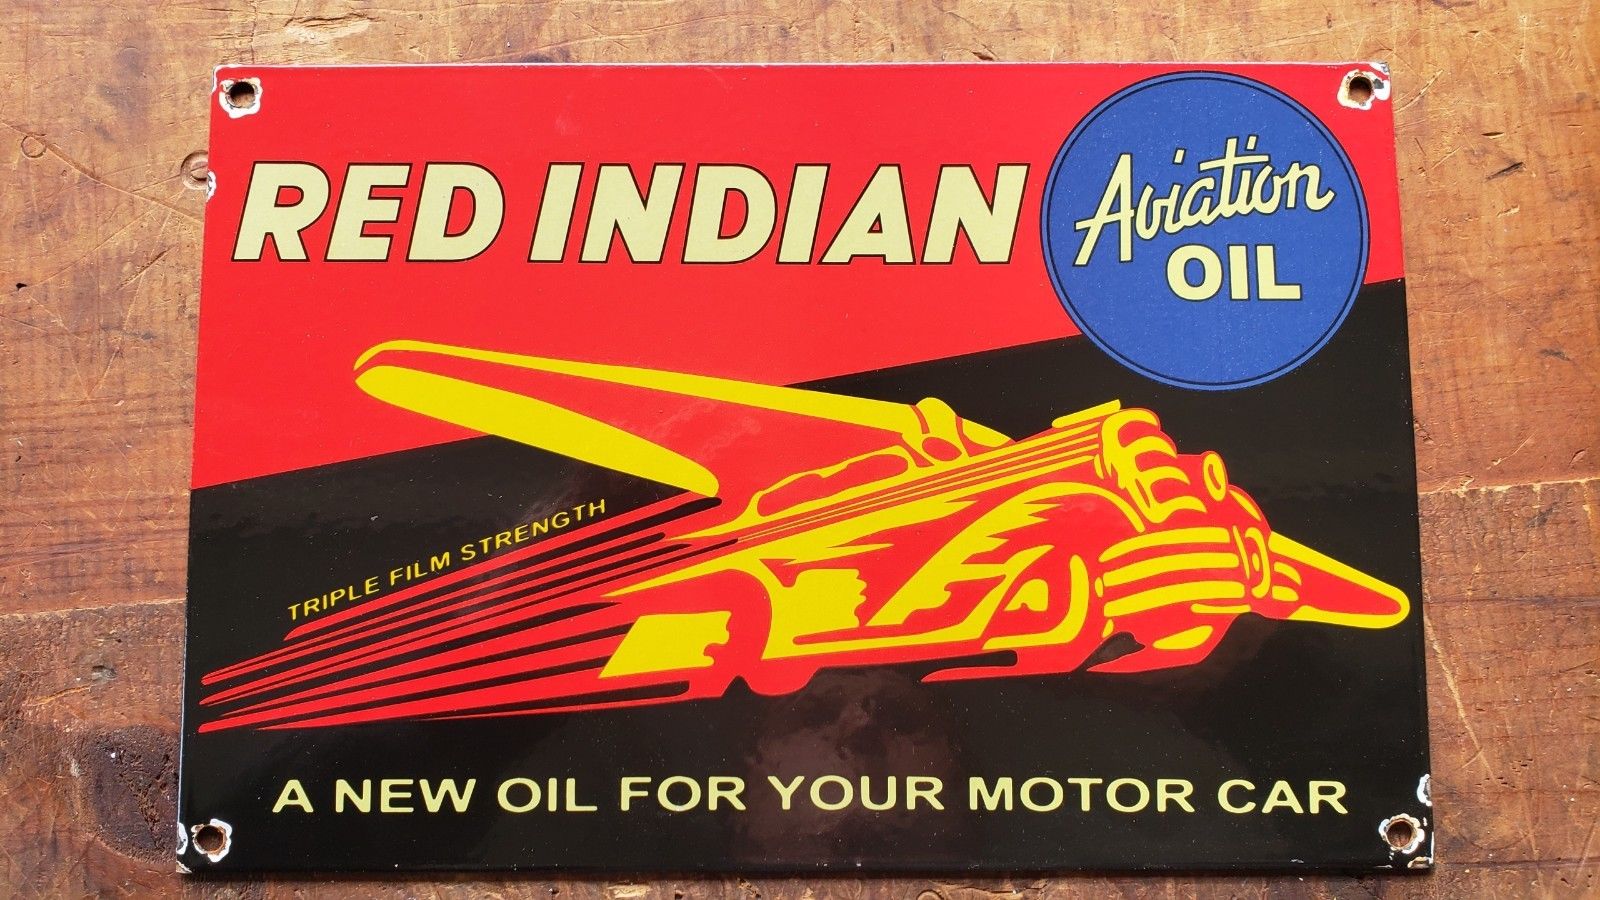 RED INDIAN
Aviation
OIL
TRIPLE FILM STRENGTH
A NEW OIL FOR YOUR MOTOR CAR